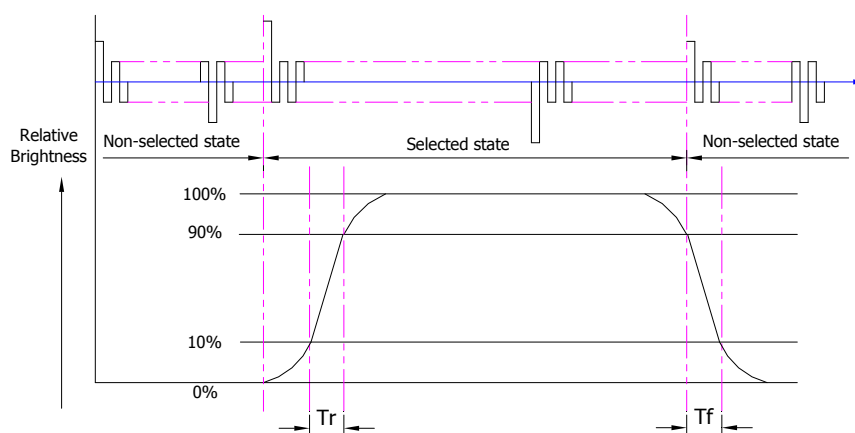 Relative
Brightness
Non-selected state
Selected state
Non-selected state
100%
90%
10%
0%
Tr
Tf